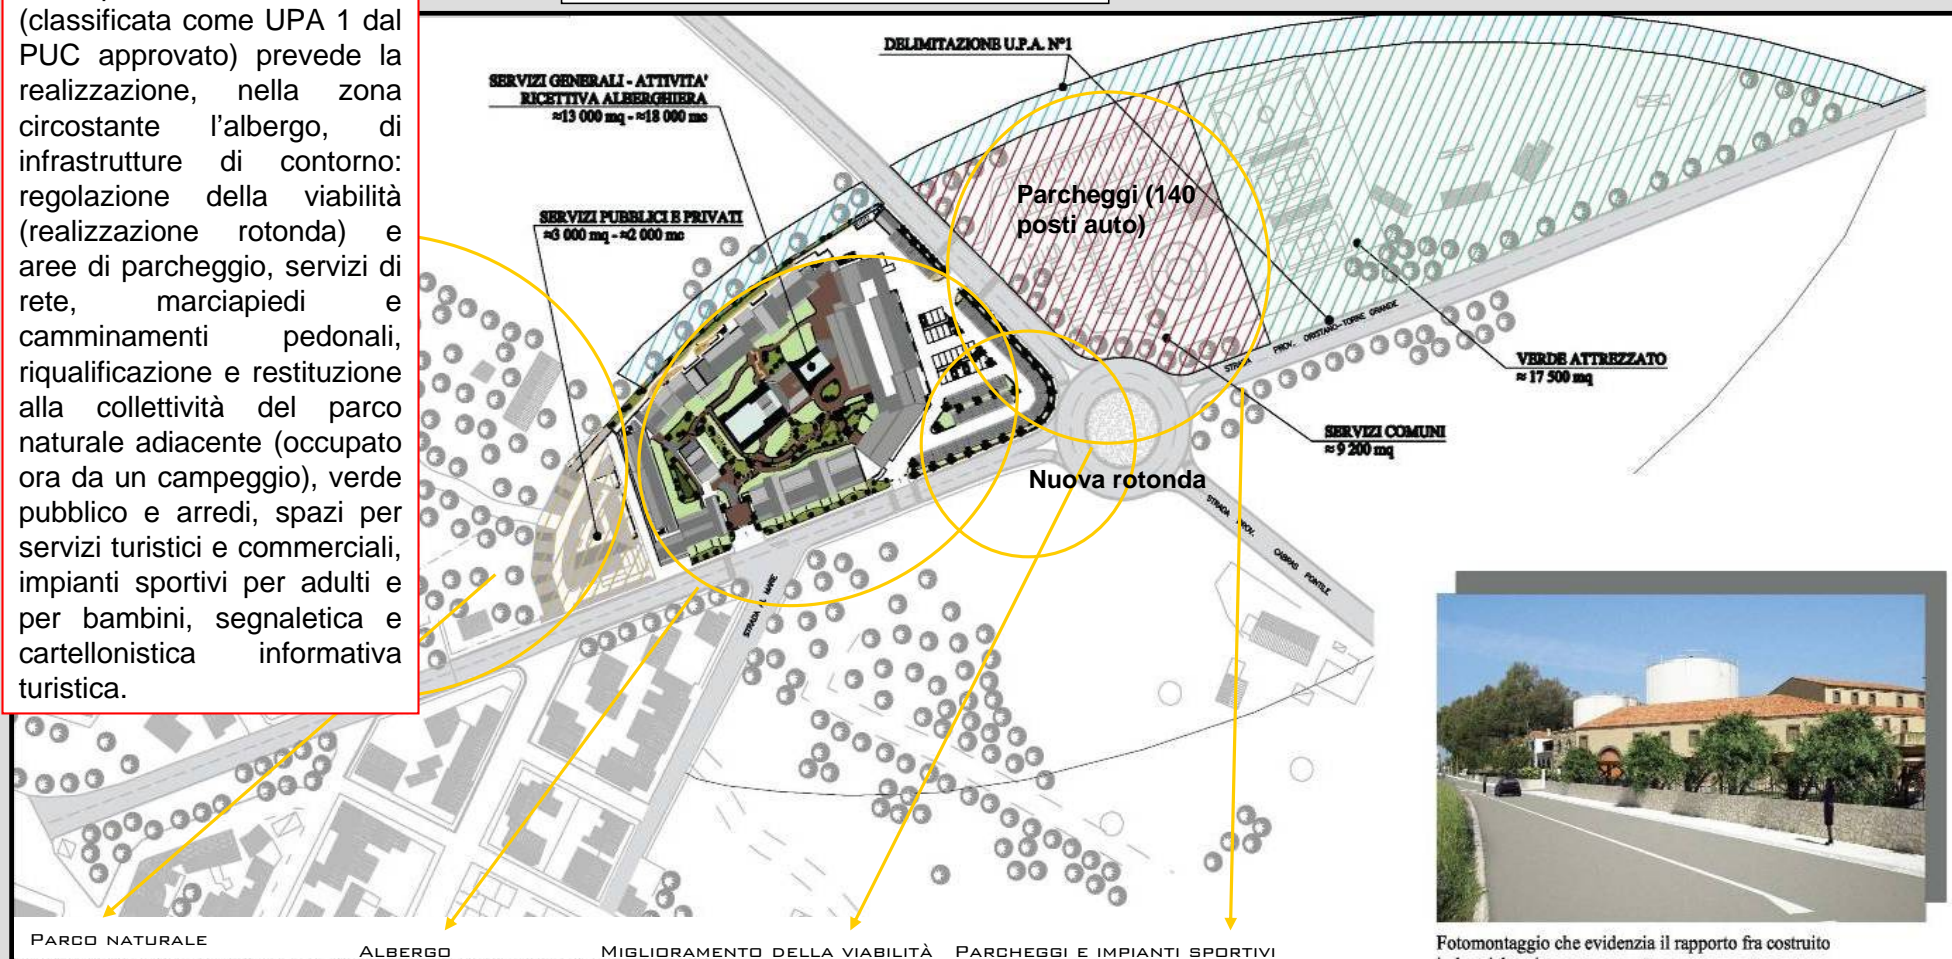 (classificata come UPA 1 dal
PUC approvato) prevede la
realizzazione, nella zona
circostante l'albergo, di
infrastrutture di contorno:
regolazione della viabilità
(realizzazione rotonda) e
aree di parcheggio, servizi di
rete, marciapiedi e
camminamenti pedonali,
riqualificazione e restituzione
alla collettività del parco
naturale adiacente (occupato
ora da un campeggio), verde
pubblico e arredi, spazi per
servizi turistici e commerciali,
impianti sportivi per adulti e
per bambini, segnaletica e
cartellonistica informativa
turistica.
DELIMITAZIONE U.P.A. N°1
SERVIZI GENERALI - ATTIVITA'
RICETTIVA ALBERGHIERA
≈13 000 mq - ≈18 000 mc
SERVIZI PUBBLICI E PRIVATI
≈3 000 mq - ≈2 000 mc
Parcheggi (140
posti auto)
STRADA PROV. ORISTANO-TORRE GRANDE
VERDE ATTREZZATO
≈ 17 500 mq
SERVIZI COMUNI
≈ 9 200 mq
Nuova rotonda
STRADA PROV. CABRAS PONTILE
STRADA AL MARE
PARCO NATURALE
ALBERGO
MIGLIORAMENTO DELLA VIABILITÀ
PARCHEGGI E IMPIANTI SPORTIVI
Fotomontaggio che evidenzia il rapporto fra costruito